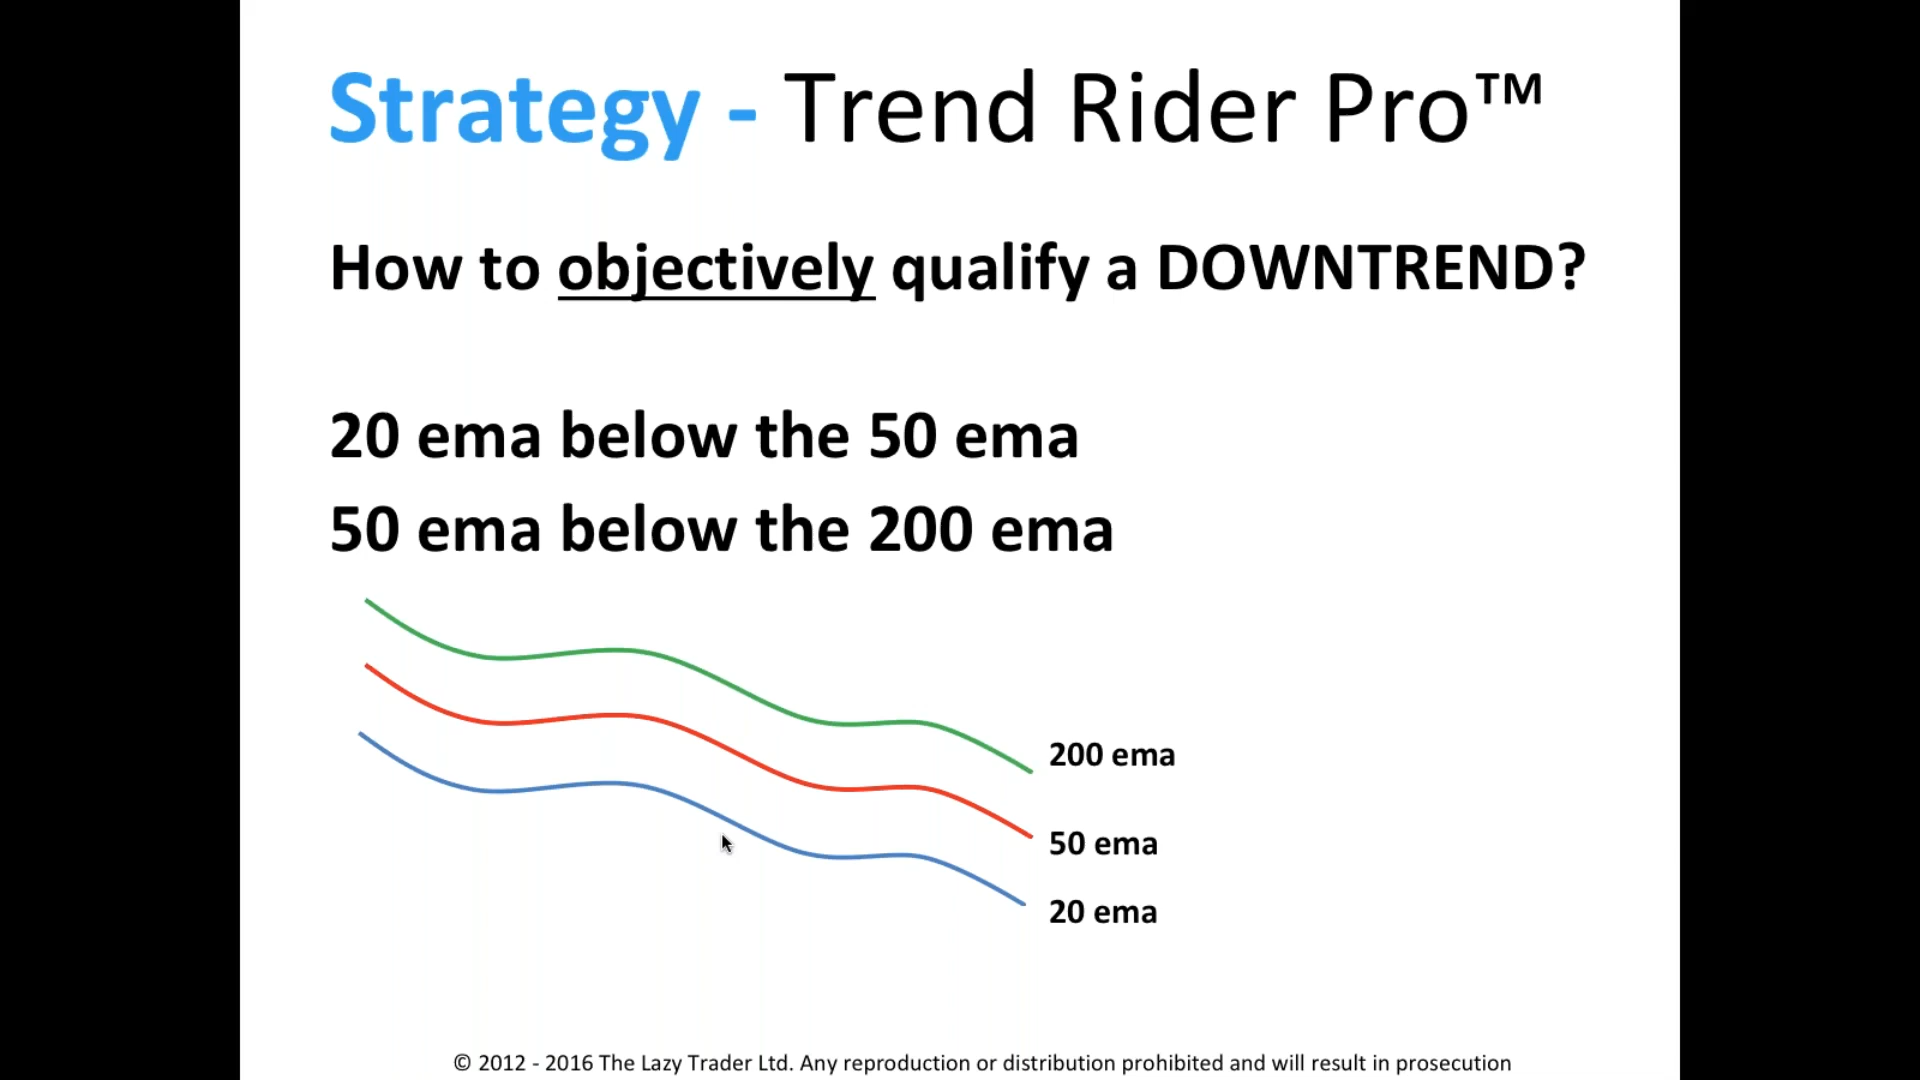 Strategy - Trend Rider Pro™
How to objectively qualify a DOWNTREND?
20 ema below the 50 ema
50 ema below the 200 ema
200 ema
50 ema
20 ema
© 2012 - 2016 The Lazy Trader Ltd. Any reproduction or distribution prohibited and will result in prosecution